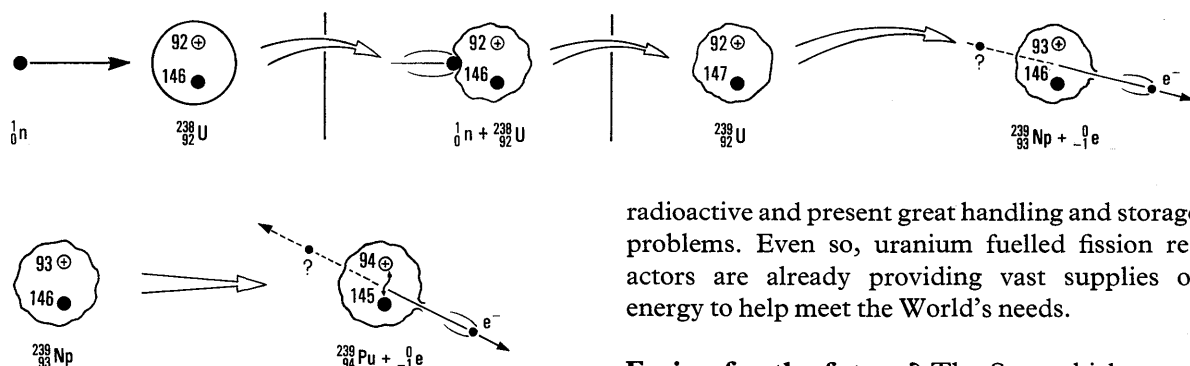 92 ⊕ 92 ⊕ 92 ⊕ 93 ⊕
146 146 147 146
? e⁻
¹₀n ²³⁸₉₂U ¹₀n + ²³⁸₉₂U ²³⁹₉₂U ²³⁹₉₃Np + ⁰₋₁e
93 ⊕ ? 94 ⊕
146 145 e⁻
²³⁹₉₃Np ²³⁹₉₄Pu + ⁰₋₁e
radioactive and present great handling and storage
problems. Even so, uranium fuelled fission re-
actors are already providing vast supplies o
energy to help meet the World's needs.